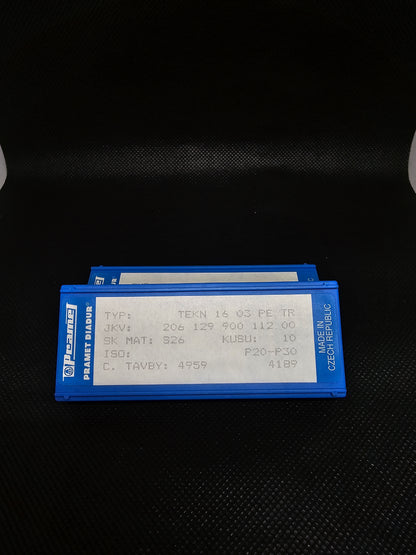 Pramet
PRAMET DIADUR®
TYP: TEKN 16 03 PE TR
JKV: 206 129 900 112 00
SK MAT: S26 KUSU: 10
ISO: P20-P30
C. TAVBY: 4959 4189
MADE IN
CZECH REPUBLIC